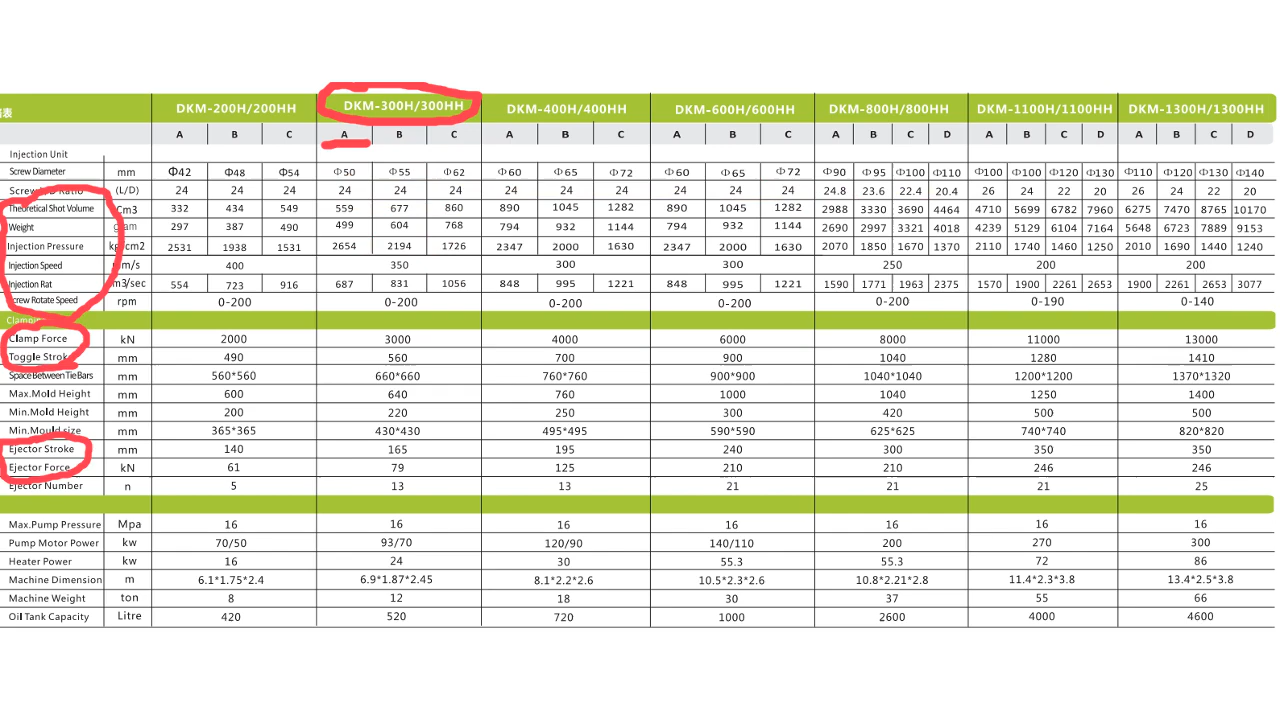 表 DKM-200H/200HH DKM-300H/300HH DKM-400H/400HH DKM-600H/600HH DKM-800H/800HH DKM-1100H/1100HH DKM-1300H/1300HH
A B C A B C A B C A B C A B C D A B C D A B C D
Injection Unit
Screw Diameter mm Φ42 Φ48 Φ54 Φ50 Φ55 Φ62 Φ60 Φ65 Φ72 Φ60 Φ65 Φ72 Φ90 Φ95 Φ100 Φ110 Φ100 Φ100 Φ120 Φ130 Φ110 Φ120 Φ130 Φ140
Screw L/D Ratio (L/D) 24 24 24 24 24 24 24 24 24 24 24 24 24.8 23.6 22.4 20.4 26 24 22 20 26 24 22 20
Theoretical Shot Volume Cm3 332 434 549 559 677 860 890 1045 1282 890 1045 1282 2988 3330 3690 4464 4710 5699 6782 7960 6275 7470 8765 10170
Weight gram 297 387 490 499 604 768 794 932 1144 794 932 1144 2690 2997 3321 4018 4239 5129 6104 7164 5648 6723 7889 9153
Injection Pressure kg/cm2 2531 1938 1531 2654 2194 1726 2347 2000 1630 2347 2000 1630 2070 1850 1670 1370 2110 1740 1460 1250 2010 1690 1440 1240
Injection Speed mm/s 400 350 300 300 250 200 200
Injection Rat m3/sec 554 723 916 687 831 1056 848 995 1221 848 995 1221 1590 1771 1963 2375 1570 1900 2261 2653 1900 2261 2653 3077
Screw Rotate Speed rpm 0-200 0-200 0-200 0-200 0-200 0-190 0-140
Clamp Force kN 2000 3000 4000 6000 8000 11000 13000
Toggle Strok mm 490 560 700 900 1040 1280 1410
Space Between Tie Bars mm 560*560 660*660 760*760 900*900 1040*1040 1200*1200 1370*1320
Max.Mold Height mm 600 640 760 1000 1040 1250 1400
Min.Mold Height mm 200 220 250 300 420 500 500
Min.Mould size mm 365*365 430*430 495*495 590*590 625*625 740*740 820*820
Ejector Stroke mm 140 165 195 240 300 350 350
Ejector Force kN 61 79 125 210 210 246 246
Ejector Number n 5 13 13 21 21 21 25
Max.Pump Pressure Mpa 16 16 16 16 16 16 16
Pump Motor Power kw 70/50 93/70 120/90 140/110 200 270 300
Heater Power kw 16 24 30 55.3 55.3 72 86
Machine Dimension m 6.1*1.75*2.4 6.9*1.87*2.45 8.1*2.2*2.6 10.5*2.3*2.6 10.8*2.21*2.8 11.4*2.3*3.8 13.4*2.5*3.8
Machine Weight ton 8 12 18 30 37 55 66
Oil Tank Capacity Litre 420 520 720 1000 2600 4000 4600